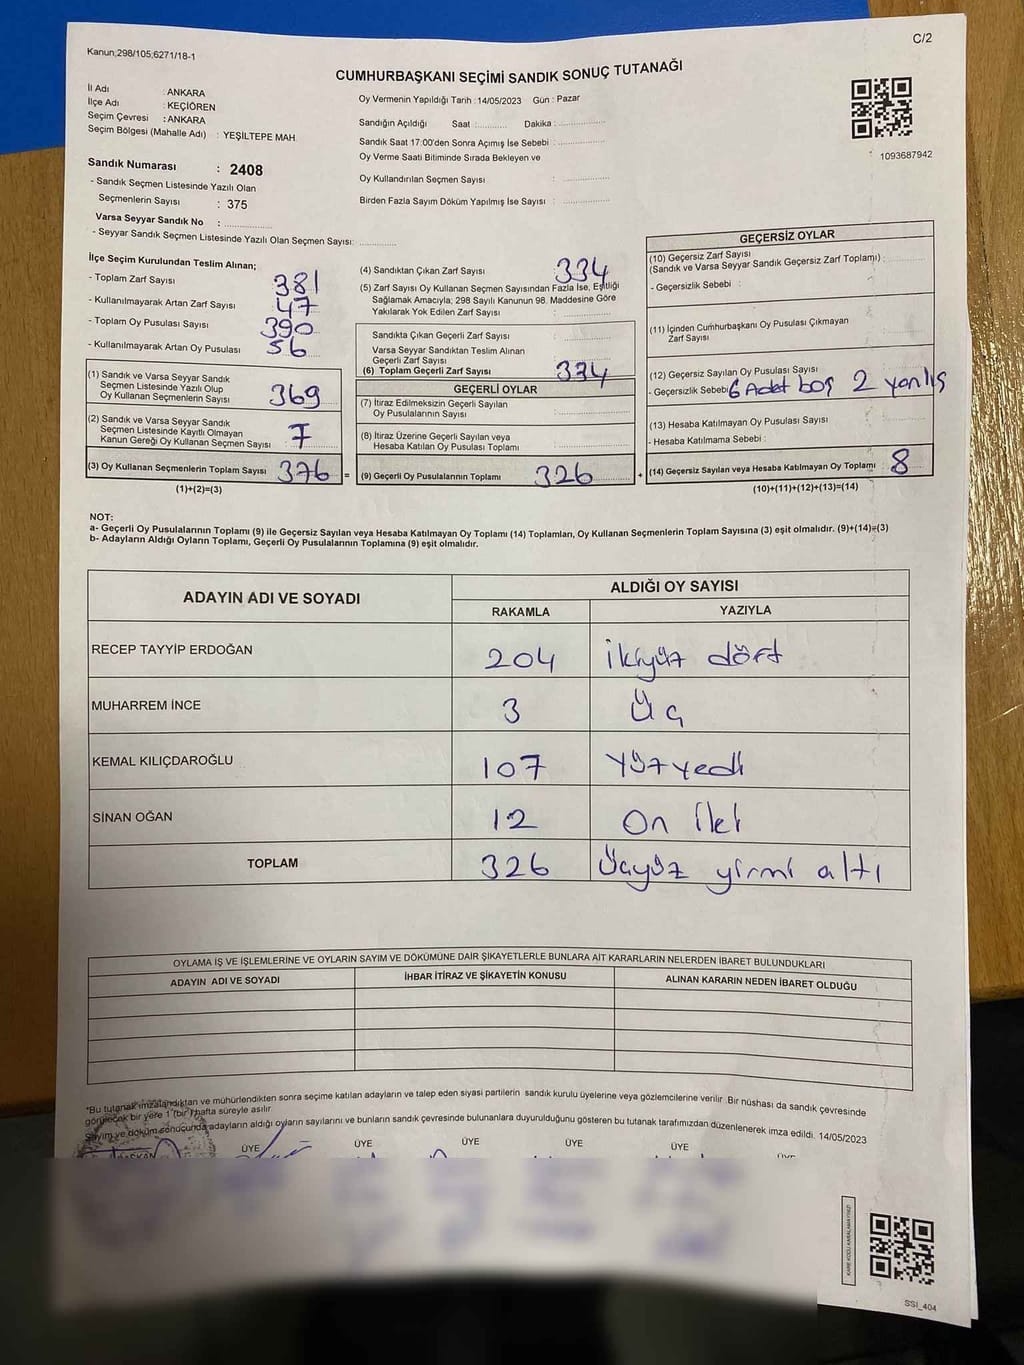 C/2
Kanun;298/105;6271/18-1
CUMHURBAŞKANI SEÇİMİ SANDIK SONUÇ TUTANAĞI
İl Adı : ANKARA
İlçe Adı : KEÇİÖREN
Seçim Çevresi : ANKARA
Seçim Bölgesi (Mahalle Adı) : YEŞİLTEPE MAH.
Sandık Numarası : 2408
- Sandık Seçmen Listesinde Yazılı Olan
Seçmenlerin Sayısı : 375
Varsa Seyyar Sandık No :
- Seyyar Sandık Seçmen Listesinde Yazılı Olan Seçmen Sayısı:
Oy Vermenin Yapıldığı Tarih : 14/05/2023 Gün : Pazar
Sandığın Açıldığı Saat : Dakika :
Sandık Saat 17:00'den Sonra Açımış İse Sebebi :
Oy Verme Saati Bitiminde Sırada Bekleyen ve
Oy Kullandırılan Seçmen Sayısı :
Birden Fazla Sayım Döküm Yapılmış İse Sayısı :
1093687942
İlçe Seçim Kurulundan Teslim Alınan;
- Toplam Zarf Sayısı 381
- Kullanılmayarak Artan Zarf Sayısı 47
- Toplam Oy Pusulası Sayısı 390
- Kullanılmayarak Artan Oy Pusulası 56
(1) Sandık ve Varsa Seyyar Sandık
Seçmen Listesinde Yazılı Olup
Oy Kullanan Seçmenlerin Sayısı 369
(2) Sandık ve Varsa Seyyar Sandık
Seçmen Listesinde Kayıtlı Olmayan
Kanun Gereği Oy Kullanan Seçmen Sayısı 7
(3) Oy Kullanan Seçmenlerin Toplam Sayısı 376 =
(1)+(2)=(3)
(4) Sandıktan Çıkan Zarf Sayısı 334
(5) Zarf Sayısı Oy Kullanan Seçmen Sayısından Fazla İse, Eşitliği
Sağlamak Amacıyla; 298 Sayılı Kanunun 98. Maddesine Göre
Yakılarak Yok Edilen Zarf Sayısı :
Sandıkta Çıkan Geçerli Zarf Sayısı
Varsa Seyyar Sandıktan Teslim Alınan
Geçerli Zarf Sayısı
(6) Toplam Geçerli Zarf Sayısı 334
GEÇERLİ OYLAR
(7) İtiraz Edilmeksizin Geçerli Sayılan
Oy Pusulalarının Sayısı :
(8) İtiraz Üzerine Geçerli Sayılan veya
Hesaba Katılan Oy Pusulası Toplamı :
(9) Geçerli Oy Pusulalarının Toplamı 326 +
GEÇERSİZ OYLAR
(10) Geçersiz Zarf Sayısı
(Sandık ve Varsa Seyyar Sandık Geçersiz Zarf Toplamı) :
- Geçersizlik Sebebi :
(11) İçinden Cumhurbaşkanı Oy Pusulası Çıkmayan
Zarf Sayısı
(12) Geçersiz Sayılan Oy Pusulası Sayısı
- Geçersizlik Sebebi 6 Adet boş 2 yanlış
(13) Hesaba Katılmayan Oy Pusulası Sayısı
- Hesaba Katılmama Sebebi :
(14) Geçersiz Sayılan veya Hesaba Katılmayan Oy Toplamı 8
(10)+(11)+(12)+(13)=(14)
NOT:
a- Geçerli Oy Pusulalarının Toplamı (9) ile Geçersiz Sayılan veya Hesaba Katılmayan Oy Toplamı (14) Toplamları, Oy Kullanan Seçmenlerin Toplam Sayısına (3) eşit olmalıdır. (9)+(14)=(3)
b- Adayların Aldığı Oyların Toplamı, Geçerli Oy Pusulalarının Toplamına (9) eşit olmalıdır.
ADAYIN ADI VE SOYADI ALDIĞI OY SAYISI
RAKAMLA YAZIYLA
RECEP TAYYİP ERDOĞAN 204 ikiyüz dört
MUHARREM İNCE 3 Üç
KEMAL KILIÇDAROĞLU 107 Yüzyedi
SİNAN OĞAN 12 On iki
TOPLAM 326 Üçyüz yirmi altı
OYLAMA İŞ VE İŞLEMLERİNE VE OYLARIN SAYIM VE DÖKÜMÜNE DAİR ŞİKAYETLERLE BUNLARA AİT KARARLARIN NELERDEN İBARET BULUNDUKLARI
ADAYIN ADI VE SOYADI İHBAR İTİRAZ VE ŞİKAYETİN KONUSU ALINAN KARARIN NEDEN İBARET OLDUĞU
*Bu tutanak imzalandıktan ve mühürlendikten sonra seçime katılan adayların ve talep eden siyasi partilerin sandık kurulu üyelerine veya gözlemcilerine verilir .Bir nüshası da sandık çevresinde
görülecek bir yere 1 (bir ) hafta süreyle asılır.
Sayım ve döküm sonucunda adayların aldığı oyların sayılarını ve bunların sandık çevresinde bulunanlara duyurulduğunu gösteren bu tutanak tarafımızdan düzenlenerek imza edildi. 14/05/2023
BAŞKAN ÜYE ÜYE ÜYE ÜYE ÜYE ÜYE
SSİ_404